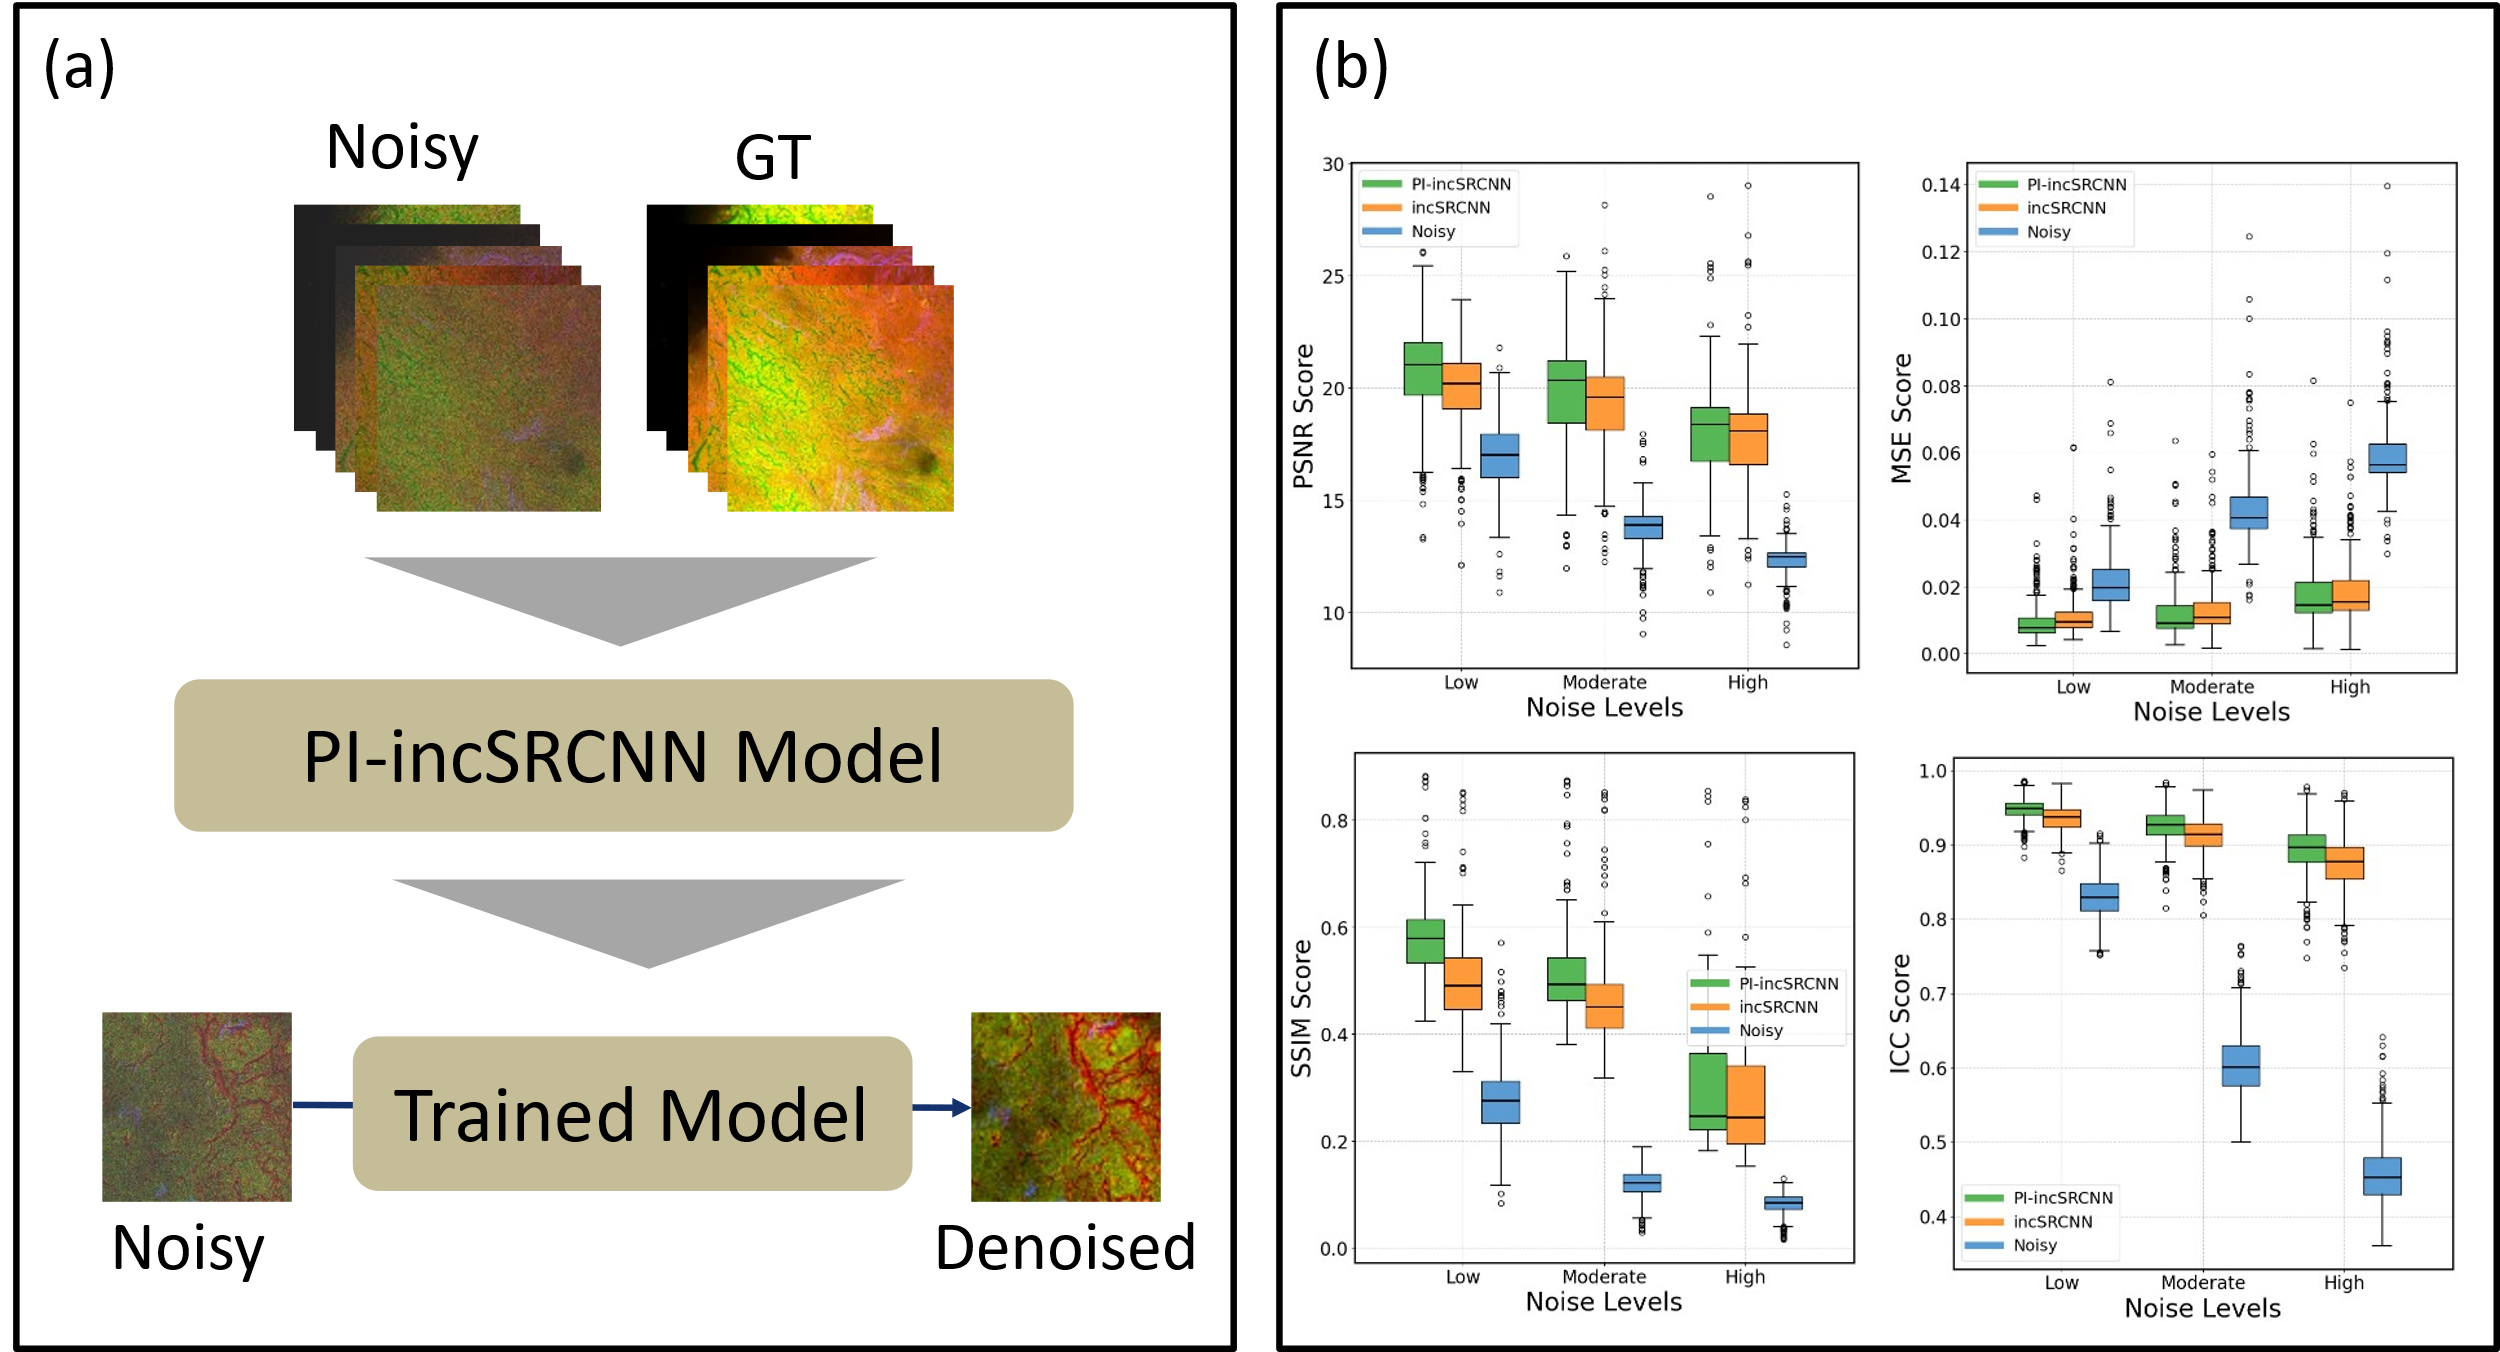 (a)
Noisy
GT
PI-incSRCNN Model
Trained Model
Noisy
Denoised
(b)
30
25
20
15
10
PSNR Score
PI-incSRCNN
incSRCNN
Noisy
Low
Moderate
High
Noise Levels
0.14
0.12
0.10
0.08
0.06
0.04
0.02
0.00
MSE Score
PI-incSRCNN
incSRCNN
Noisy
Low
Moderate
High
Noise Levels
0.8
0.6
0.4
0.2
0.0
SSIM Score
PI-incSRCNN
incSRCNN
Noisy
Low
Moderate
High
Noise Levels
1.0
0.9
0.8
0.7
0.6
0.5
0.4
ICC Score
PI-incSRCNN
incSRCNN
Noisy
Low
Moderate
High
Noise Levels